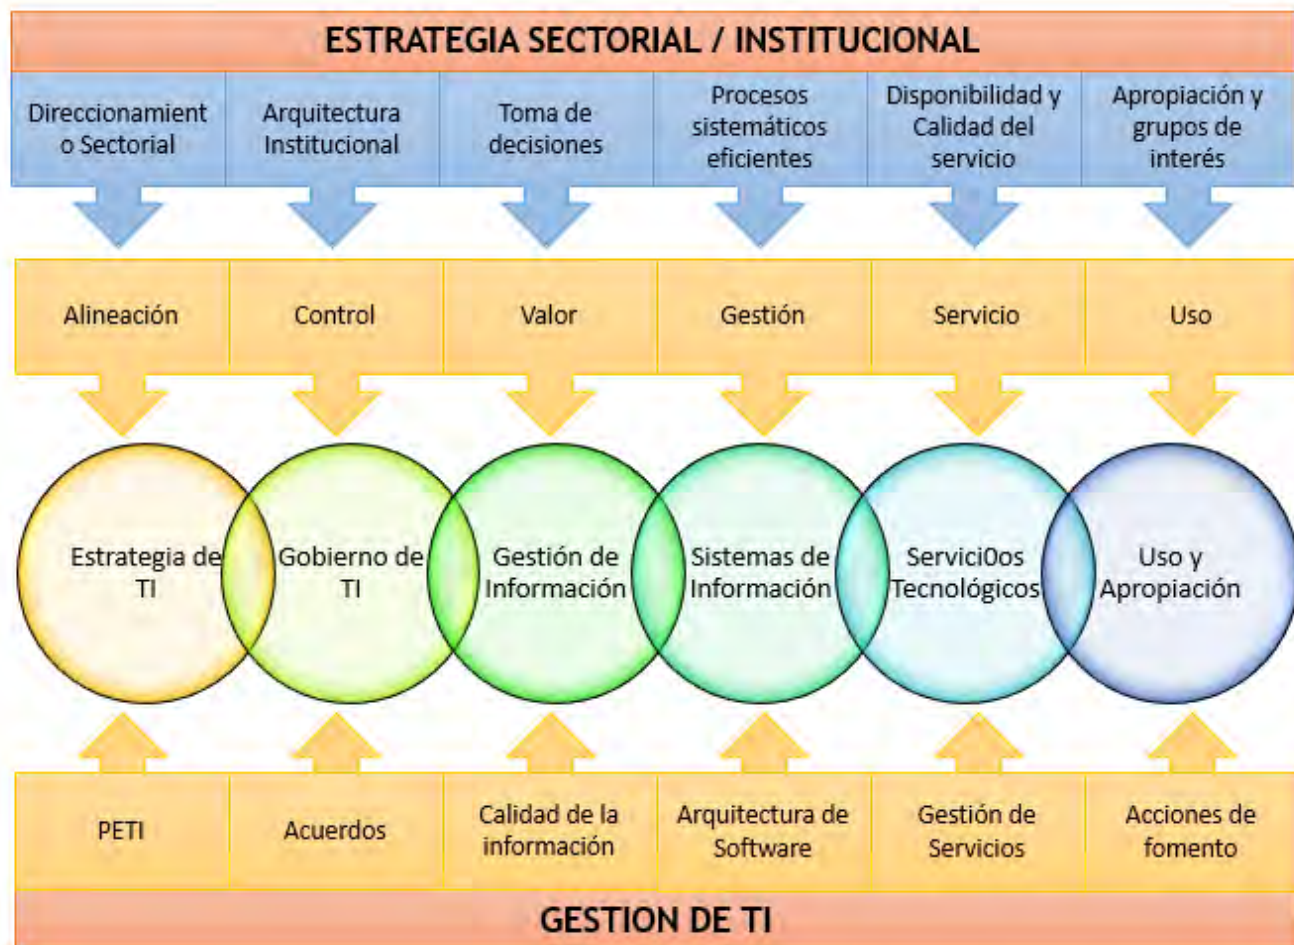 ESTRATEGIA SECTORIAL / INSTITUCIONAL
Direccionamient
o Sectorial
Arquitectura
Institucional
Toma de
decisiones
Procesos
sistemáticos
eficientes
Disponibilidad y
Calidad del
servicio
Apropiación y
grupos de
interés
Alineación
Control
Valor
Gestión
Servicio
Uso
Estrategia de
TI
Gobierno de
TI
Gestión de
Información
Sistemas de
Información
Servici0os
Tecnológicos
Uso y
Apropiación
PETI
Acuerdos
Calidad de la
información
Arquitectura de
Software
Gestión de
Servicios
Acciones de
fomento
GESTION DE TI